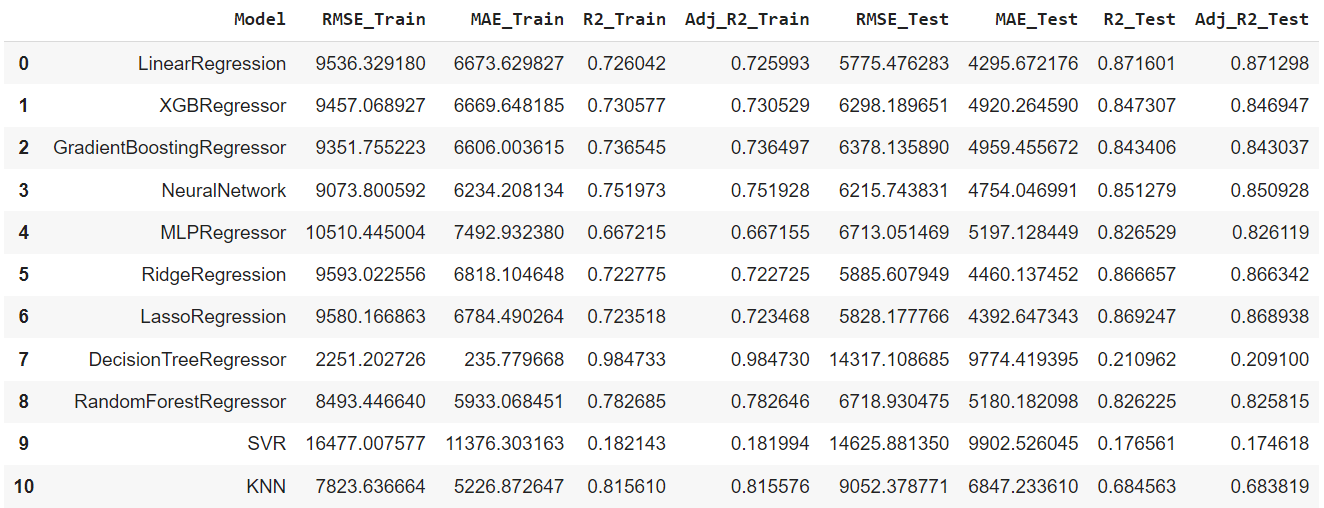 Model RMSE_Train MAE_Train R2_Train Adj_R2_Train RMSE_Test MAE_Test R2_Test Adj_R2_Test
0 LinearRegression 9536.329180 6673.629827 0.726042 0.725993 5775.476283 4295.672176 0.871601 0.871298
1 XGBRegressor 9457.068927 6669.648185 0.730577 0.730529 6298.189651 4920.264590 0.847307 0.846947
2 GradientBoostingRegressor 9351.755223 6606.003615 0.736545 0.736497 6378.135890 4959.455672 0.843406 0.843037
3 NeuralNetwork 9073.800592 6234.208134 0.751973 0.751928 6215.743831 4754.046991 0.851279 0.850928
4 MLPRegressor 10510.445004 7492.932380 0.667215 0.667155 6713.051469 5197.128449 0.826529 0.826119
5 RidgeRegression 9593.022556 6818.104648 0.722775 0.722725 5885.607949 4460.137452 0.866657 0.866342
6 LassoRegression 9580.166863 6784.490264 0.723518 0.723468 5828.177766 4392.647343 0.869247 0.868938
7 DecisionTreeRegressor 2251.202726 235.779668 0.984733 0.984730 14317.108685 9774.419395 0.210962 0.209100
8 RandomForestRegressor 8493.446640 5933.068451 0.782685 0.782646 6718.930475 5180.182098 0.826225 0.825815
9 SVR 16477.007577 11376.303163 0.182143 0.181994 14625.881350 9902.526045 0.176561 0.174618
10 KNN 7823.636664 5226.872647 0.815610 0.815576 9052.378771 6847.233610 0.684563 0.683819